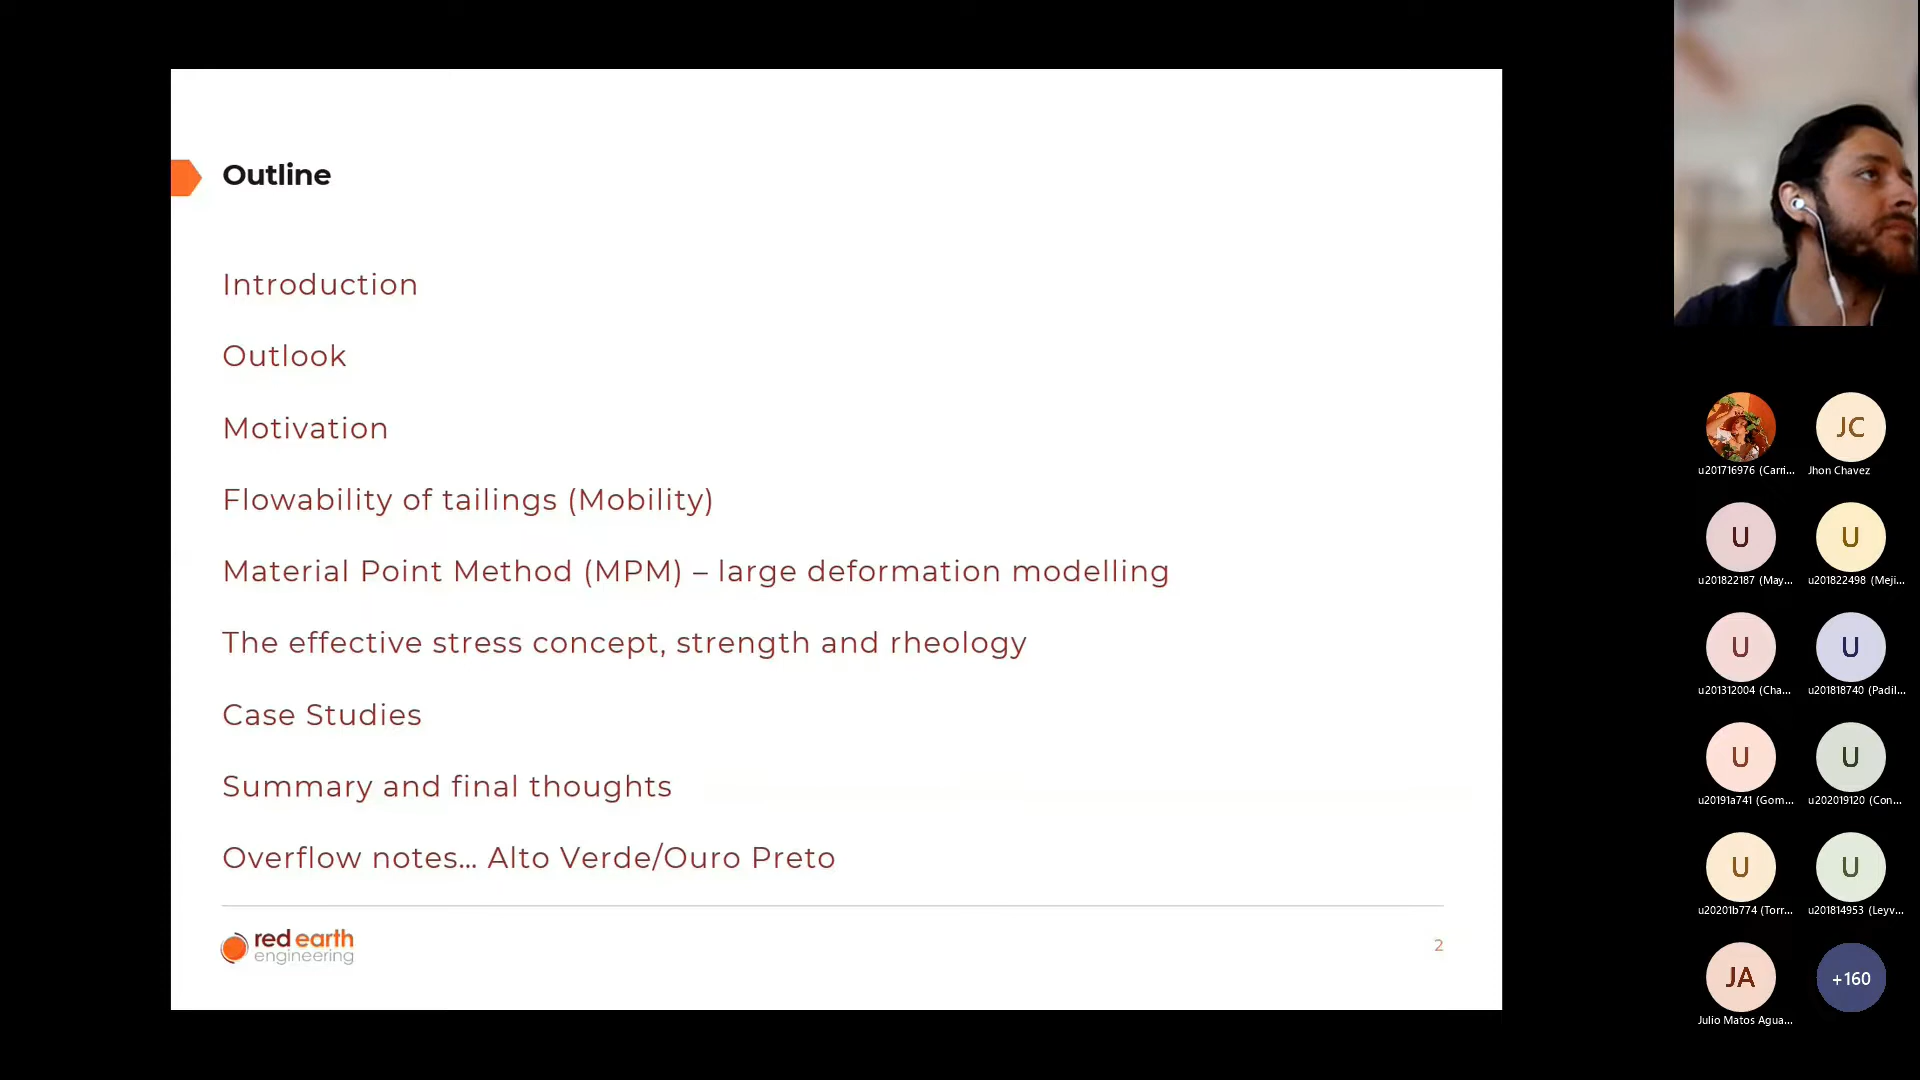 Outline
Introduction
Outlook
Motivation
Flowability of tailings (Mobility)
Material Point Method (MPM) – large deformation modelling
The effective stress concept, strength and rheology
Case Studies
Summary and final thoughts
Overflow notes... Alto Verde/Ouro Preto
red earth
engineering
2
JC
u201716976 (Carri...
Jhon Chavez
U
U
u201822187 (May...
u201822498 (Meji...
U
U
u201312004 (Cha...
u201818740 (Padil...
U
U
u20191a741 (Gom...
u202019120 (Con...
U
U
u20201b774 (Torr...
u201814953 (Leyv...
JA
+160
Julio Matos Agua...